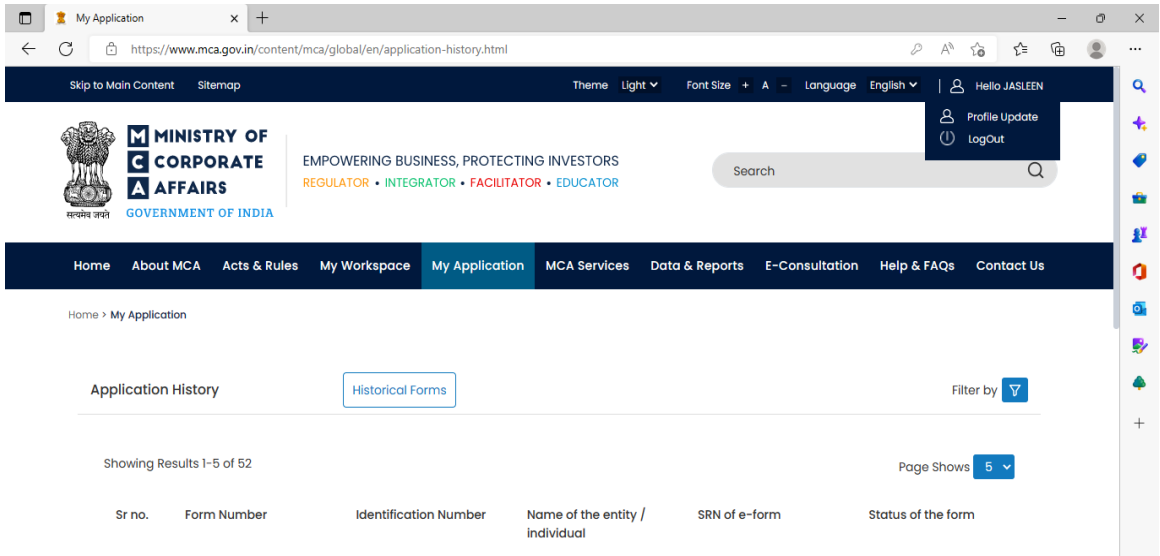 My Application
https://www.mca.gov.in/content/mca/global/en/application-history.html
Skip to Main Content Sitemap Theme Light Font Size + A - Language English Hello JASLEEN
Profile Update
LogOut
MINISTRY OF
CORPORATE
AFFAIRS
GOVERNMENT OF INDIA
सत्यमेव जयते
EMPOWERING BUSINESS, PROTECTING INVESTORS
REGULATOR • INTEGRATOR • FACILITATOR • EDUCATOR
Search
Home About MCA Acts & Rules My Workspace My Application MCA Services Data & Reports E-Consultation Help & FAQs Contact Us
Home > My Application
Application History Historical Forms Filter by
Showing Results 1-5 of 52 Page Shows 5
Sr no. Form Number Identification Number Name of the entity / SRN of e-form Status of the form
individual